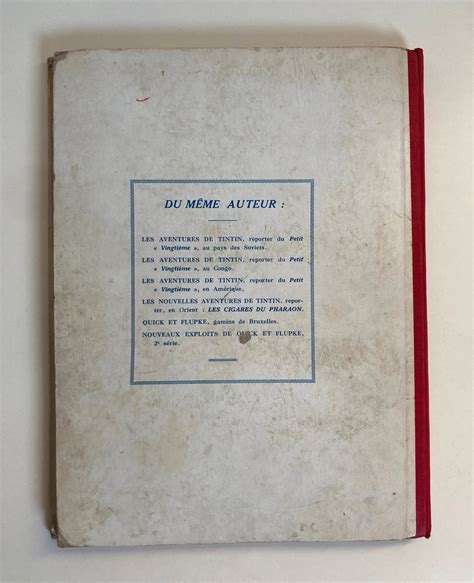 DU MÊME AUTEUR :
LES AVENTURES DE TINTIN, reporter du Petit
« Vingtième », au pays des Soviets.
LES AVENTURES DE TINTIN, reporter du Petit
« Vingtième », au Congo.
LES AVENTURES DE TINTIN, reporter du Petit
« Vingtième », en Amérique.
LES NOUVELLES AVENTURES DE TINTIN, repor-
ter, en Orient : LES CIGARES DU PHARAON.
QUICK ET FLUPKE, gamins de Bruxelles.
NOUVEAUX EXPLOITS DE QUICK ET FLUPKE,
2e série.